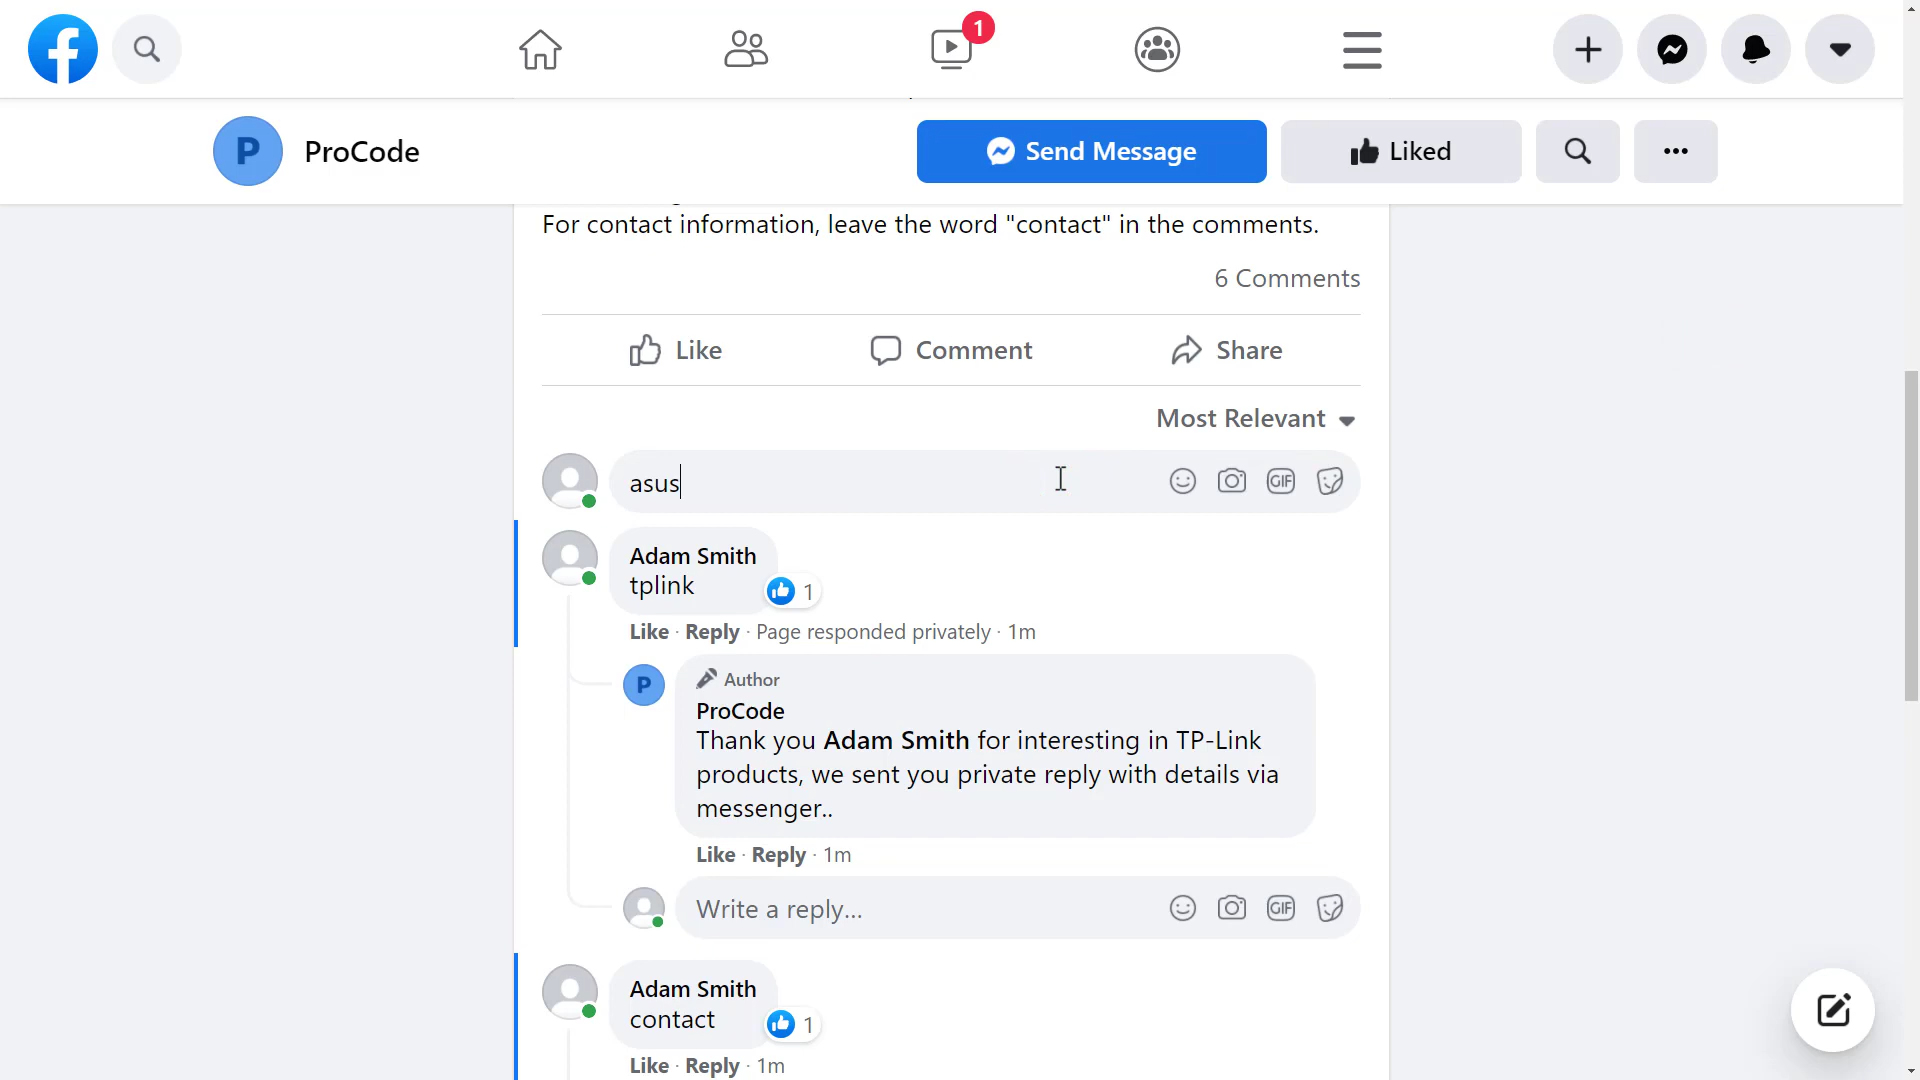 1
P
ProCode
Send Message
Liked
For contact information, leave the word "contact" in the comments.
6 Comments
Like
Comment
Share
Most Relevant
asus
GIF
Adam Smith
tplink
1
Like · Reply · Page responded privately · 1m
P
Author
ProCode
Thank you Adam Smith for interesting in TP-Link
products, we sent you private reply with details via
messenger..
Like · Reply · 1m
Write a reply...
GIF
Adam Smith
contact
1
Like · Reply · 1m